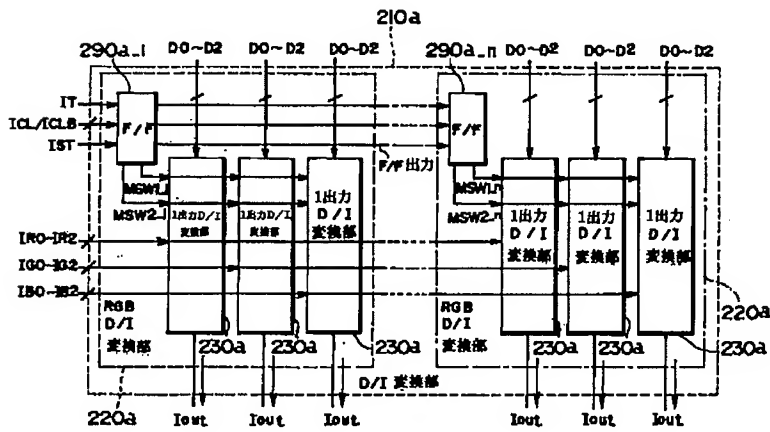 210a
290a_1 D0~D2 D0~D2 D0~D2 290a_n D0~D2 D0~D2 D0~D2
IT
ICL/ICLB
IST
F/F
F/F
F/F出力
MSW1_1
MSW2_1
MSW1_n
MSW2_n
1出力D/I変換部
1出力D/I変換部
1出力
D/I
変換部
1出力
D/I
変換部
1出力
D/I
変換部
1出力
D/I
変換部
IR0~IR2
IG0~IG2
IB0~IB2
RGB
D/I
変換部
RGB
D/I
変換部
230a 230a 230a 230a 230a 230a
220a
220a
D/I 変換部
Iout Iout Iout Iout Iout Iout